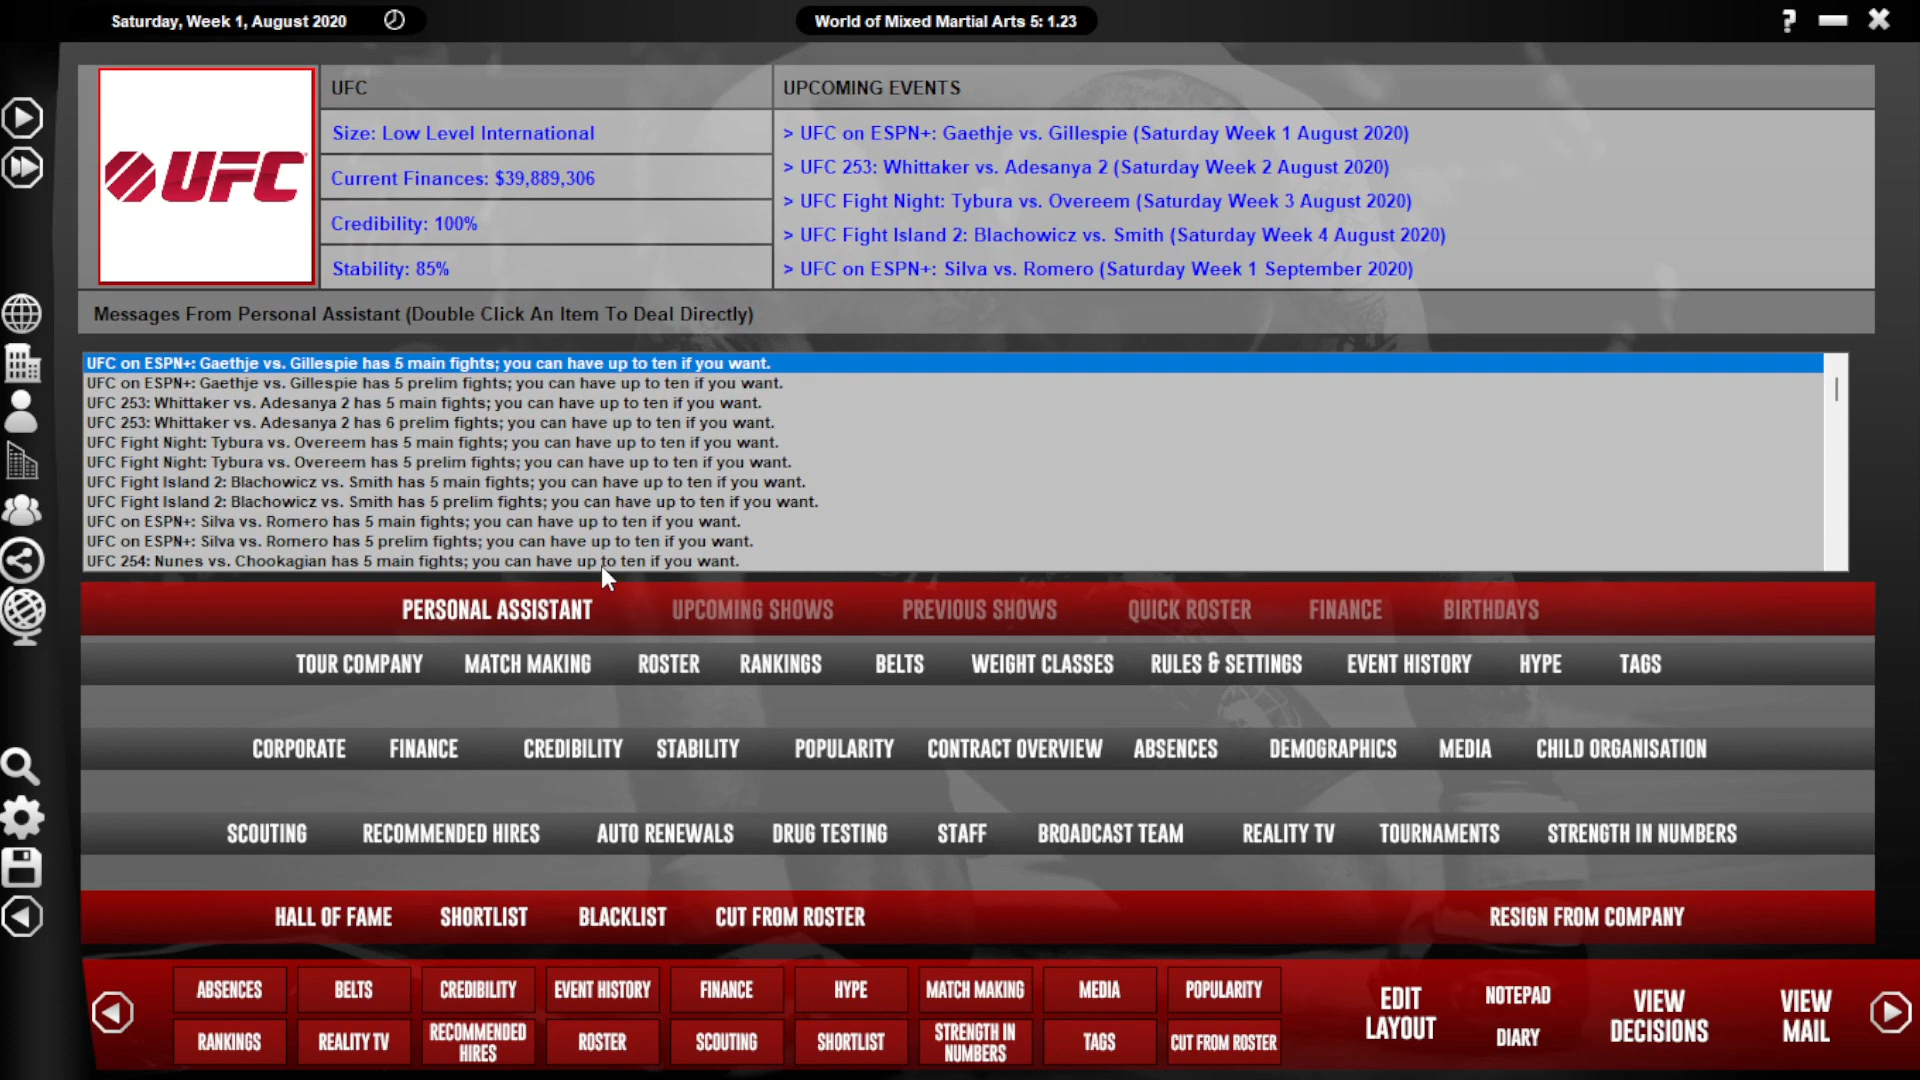 Saturday, Week 1, August 2020
World of Mixed Martial Arts 5: 1.23
?
UFC
UFC
Size: Low Level International
Current Finances: $39,889,306
Credibility: 100%
Stability: 85%
UPCOMING EVENTS
> UFC on ESPN+: Gaethje vs. Gillespie (Saturday Week 1 August 2020)
> UFC 253: Whittaker vs. Adesanya 2 (Saturday Week 2 August 2020)
> UFC Fight Night: Tybura vs. Overeem (Saturday Week 3 August 2020)
> UFC Fight Island 2: Blachowicz vs. Smith (Saturday Week 4 August 2020)
> UFC on ESPN+: Silva vs. Romero (Saturday Week 1 September 2020)
Messages From Personal Assistant (Double Click An Item To Deal Directly)
UFC on ESPN+: Gaethje vs. Gillespie has 5 main fights; you can have up to ten if you want.
UFC on ESPN+: Gaethje vs. Gillespie has 5 prelim fights; you can have up to ten if you want.
UFC 253: Whittaker vs. Adesanya 2 has 5 main fights; you can have up to ten if you want.
UFC 253: Whittaker vs. Adesanya 2 has 6 prelim fights; you can have up to ten if you want.
UFC Fight Night: Tybura vs. Overeem has 5 main fights; you can have up to ten if you want.
UFC Fight Night: Tybura vs. Overeem has 5 prelim fights; you can have up to ten if you want.
UFC Fight Island 2: Blachowicz vs. Smith has 5 main fights; you can have up to ten if you want.
UFC Fight Island 2: Blachowicz vs. Smith has 5 prelim fights; you can have up to ten if you want.
UFC on ESPN+: Silva vs. Romero has 5 main fights; you can have up to ten if you want.
UFC on ESPN+: Silva vs. Romero has 5 prelim fights; you can have up to ten if you want.
UFC 254: Nunes vs. Chookagian has 5 main fights; you can have up to ten if you want.
PERSONAL ASSISTANT UPCOMING SHOWS PREVIOUS SHOWS QUICK ROSTER FINANCE BIRTHDAYS
TOUR COMPANY MATCH MAKING ROSTER RANKINGS BELTS WEIGHT CLASSES RULES & SETTINGS EVENT HISTORY HYPE TAGS
CORPORATE FINANCE CREDIBILITY STABILITY POPULARITY CONTRACT OVERVIEW ABSENCES DEMOGRAPHICS MEDIA CHILD ORGANISATION
SCOUTING RECOMMENDED HIRES AUTO RENEWALS DRUG TESTING STAFF BROADCAST TEAM REALITY TV TOURNAMENTS STRENGTH IN NUMBERS
HALL OF FAME SHORTLIST BLACKLIST CUT FROM ROSTER RESIGN FROM COMPANY
ABSENCES BELTS CREDIBILITY EVENT HISTORY FINANCE HYPE MATCH MAKING MEDIA POPULARITY
RANKINGS REALITY TV RECOMMENDED HIRES ROSTER SCOUTING SHORTLIST STRENGTH IN NUMBERS TAGS CUT FROM ROSTER
EDIT
LAYOUT
NOTEPAD
DIARY
VIEW
DECISIONS
VIEW
MAIL